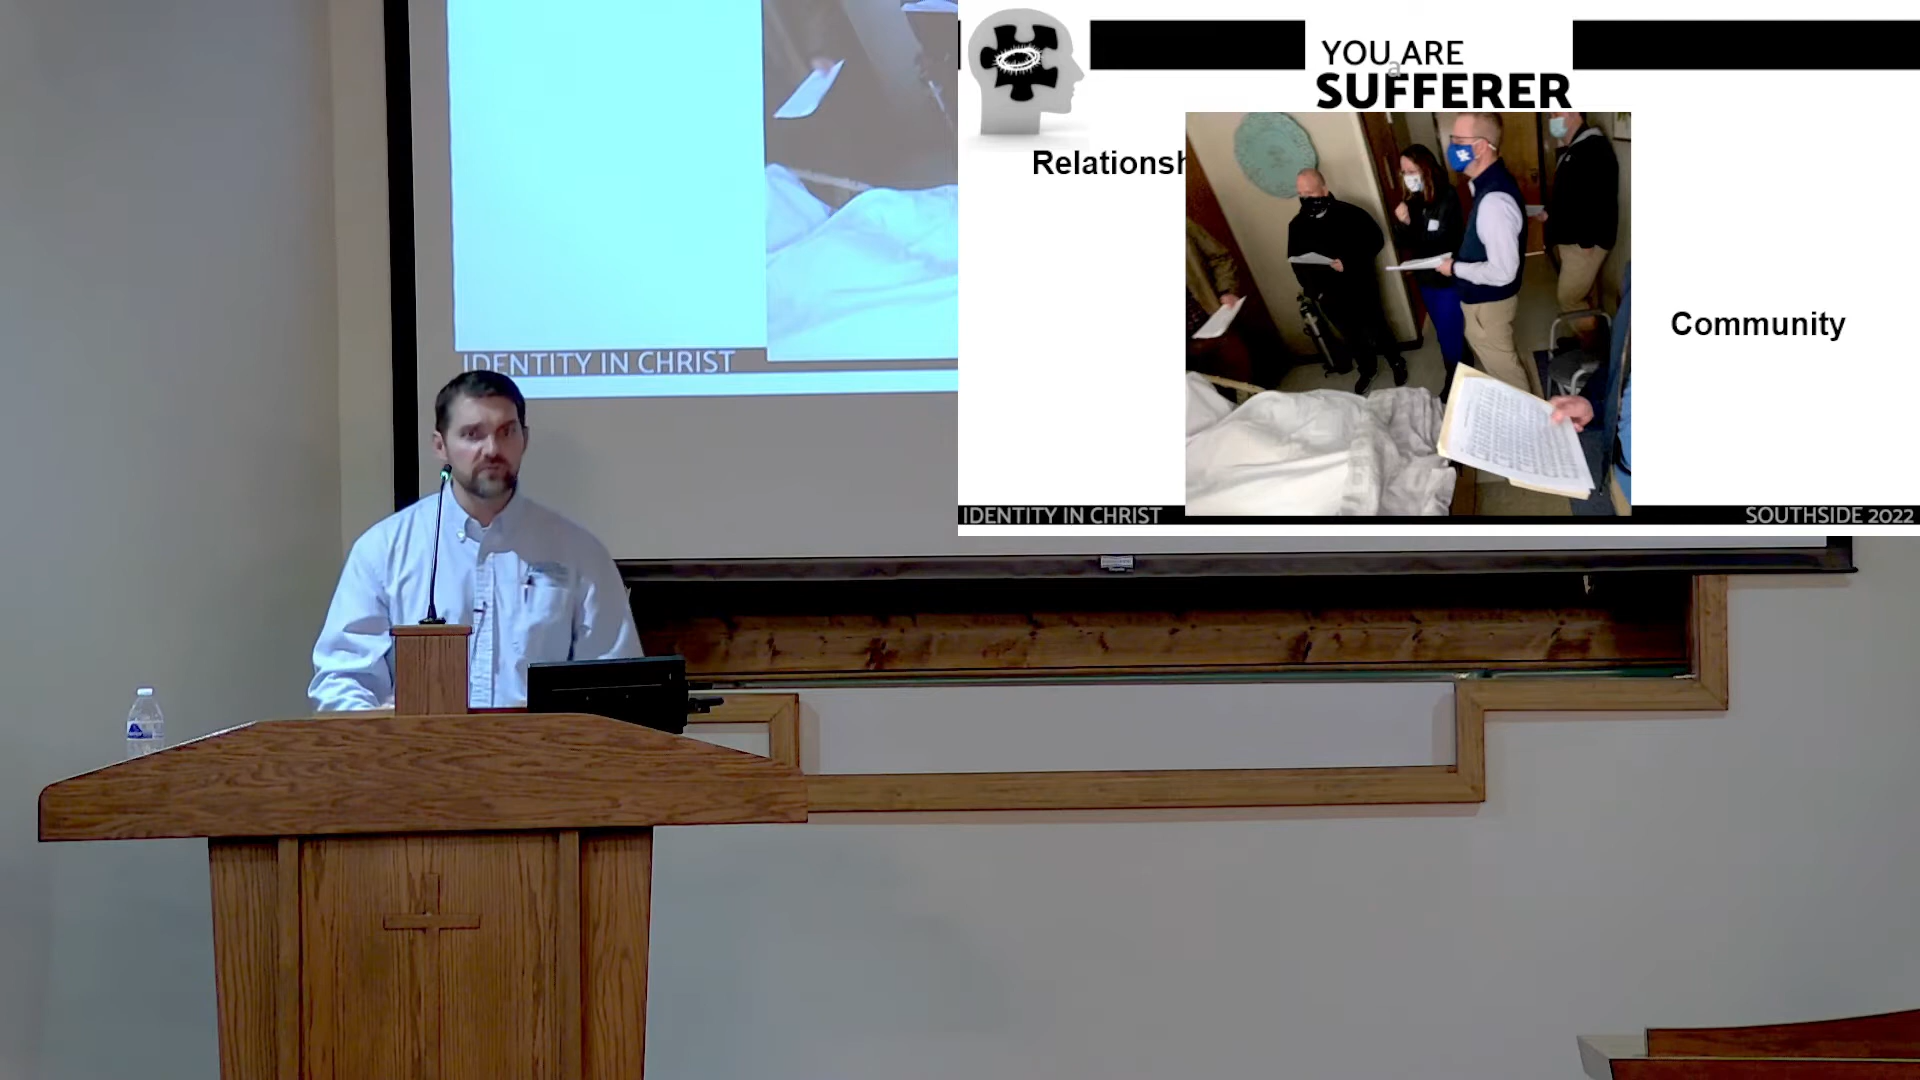 YOU ARE
a
SUFFERER
Relationsh
Community
IDENTITY IN CHRIST
SOUTHSIDE 2022
IDENTITY IN CHRIST